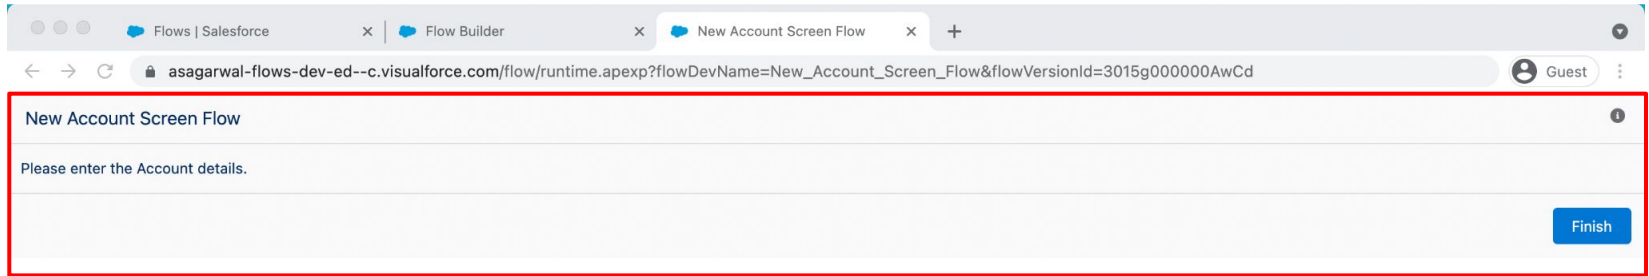 Flows | Salesforce
Flow Builder
New Account Screen Flow
asagarwal-flows-dev-ed--c.visualforce.com/flow/runtime.apexp?flowDevName=New_Account_Screen_Flow&flowVersionId=3015g000000AwCd
Guest
New Account Screen Flow
Please enter the Account details.
Finish